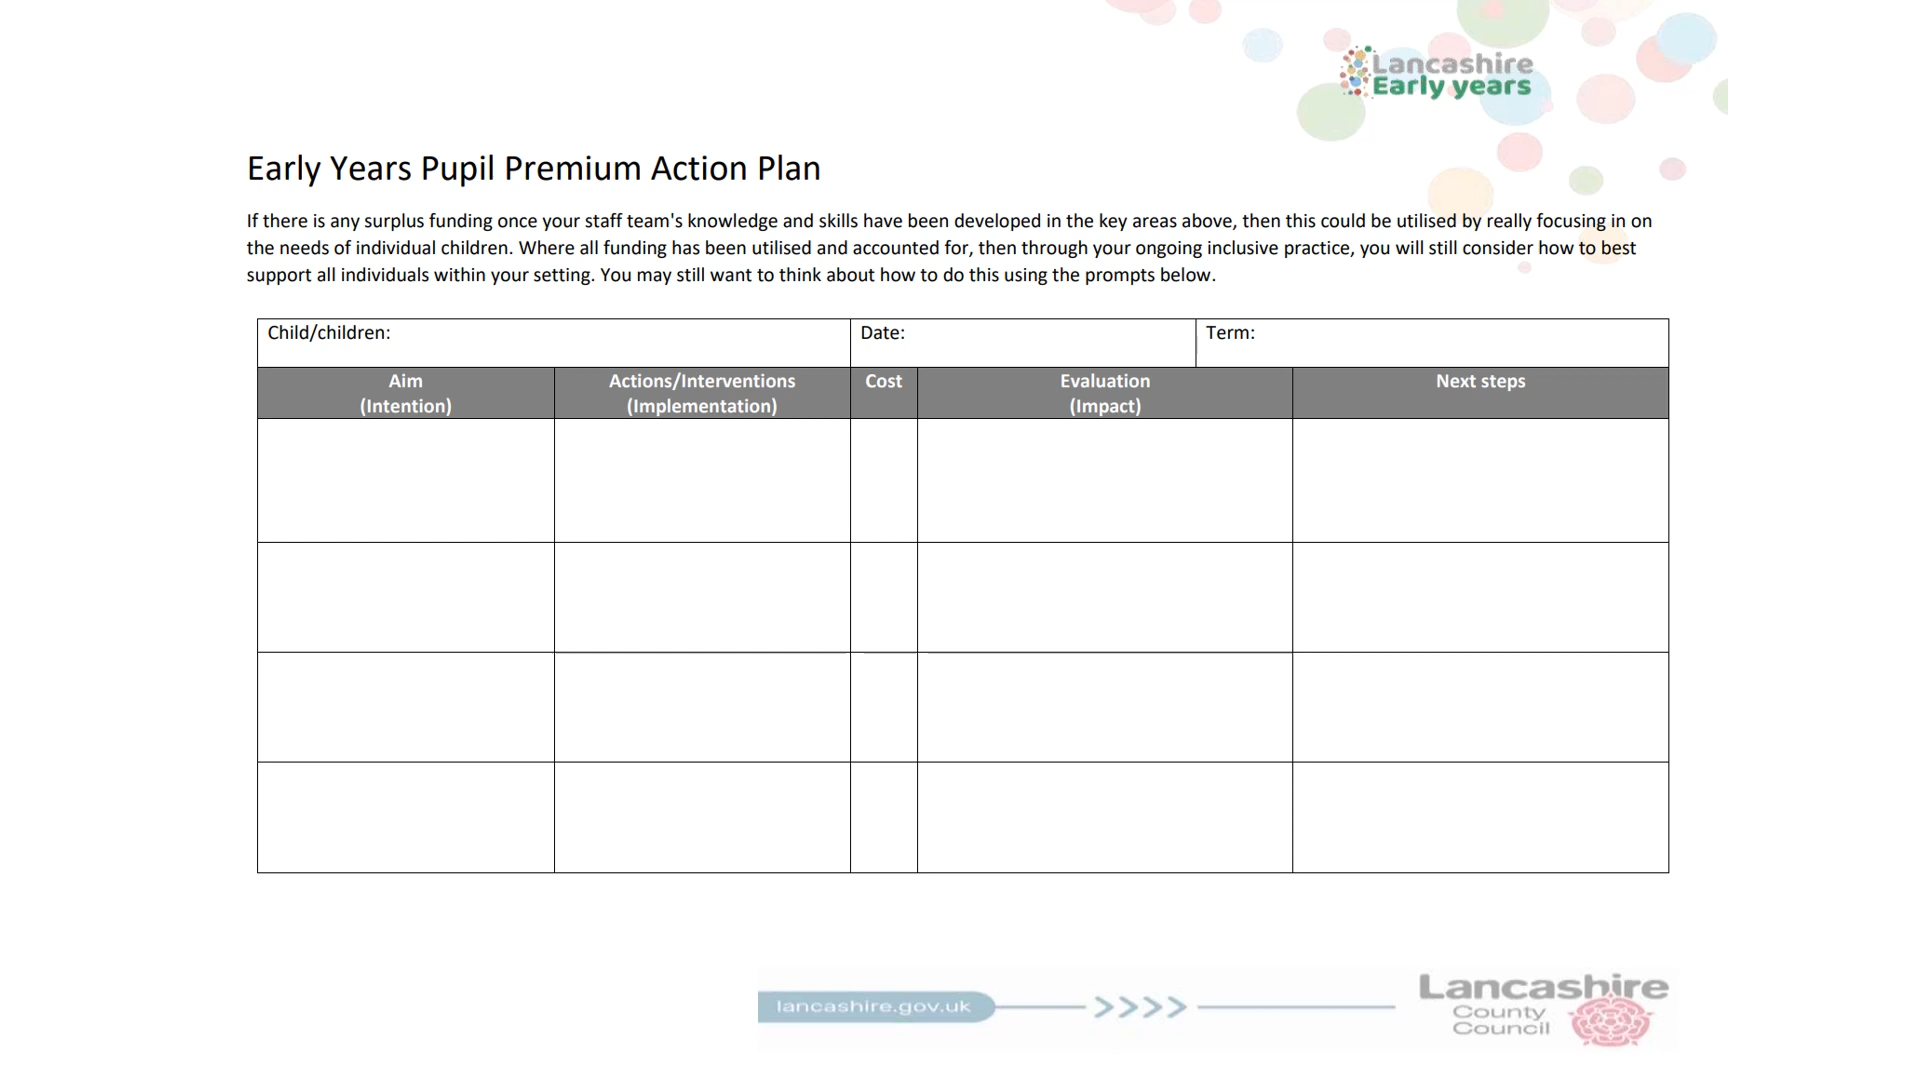 Lancashire
Early years
Early Years Pupil Premium Action Plan
If there is any surplus funding once your staff team's knowledge and skills have been developed in the key areas above, then this could be utilised by really focusing in on
the needs of individual children. Where all funding has been utilised and accounted for, then through your ongoing inclusive practice, you will still consider how to best
support all individuals within your setting. You may still want to think about how to do this using the prompts below.
Child/children:
Date:
Term:
Aim
(Intention)
Actions/Interventions
(Implementation)
Cost
Evaluation
(Impact)
Next steps
lancashire.gov.uk
Lancashire
County
Council